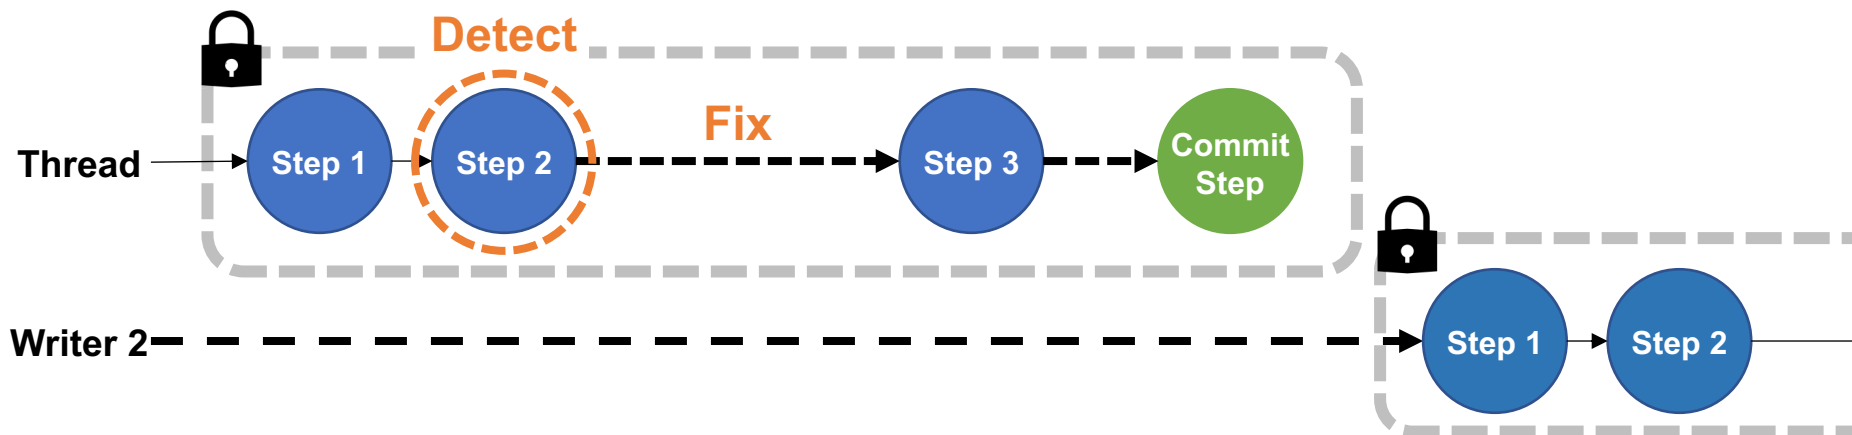 Detect
Fix
Thread
Step 1
Step 2
Step 3
Commit
Step
Writer 2
Step 1
Step 2